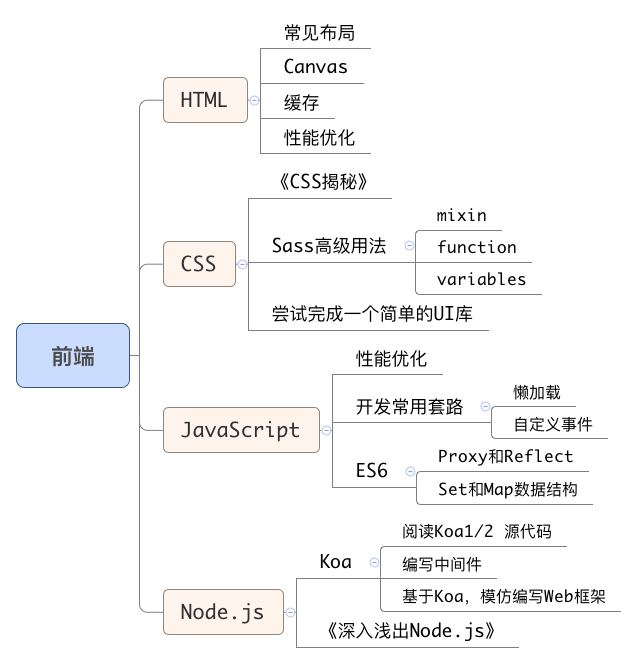 前端
HTML
常见布局
Canvas
缓存
性能优化
CSS
《CSS揭秘》
Sass高级用法
mixin
function
variables
尝试完成一个简单的UI库
JavaScript
性能优化
开发常用套路
懒加载
自定义事件
ES6
Proxy和Reflect
Set和Map数据结构
Node.js
Koa
阅读Koa1/2 源代码
编写中间件
基于Koa，模仿编写Web框架
《深入浅出Node.js》